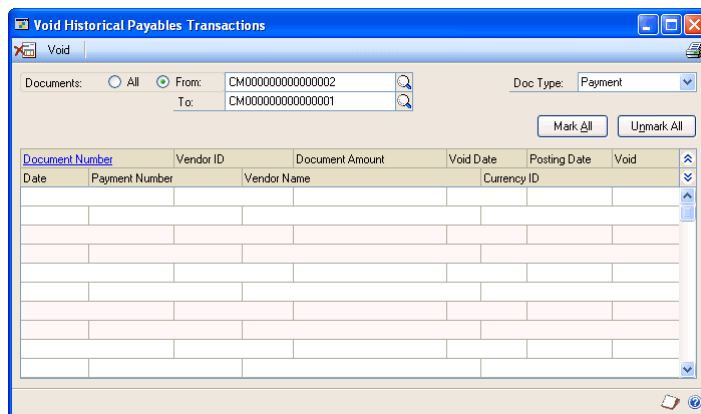 Void Historical Payables Transactions
Void
Documents: All From: CM000000000000002 Doc Type: Payment
To: CM000000000000001
Mark All Unmark All
Document Number Vendor ID Document Amount Void Date Posting Date Void
Date Payment Number Vendor Name Currency ID